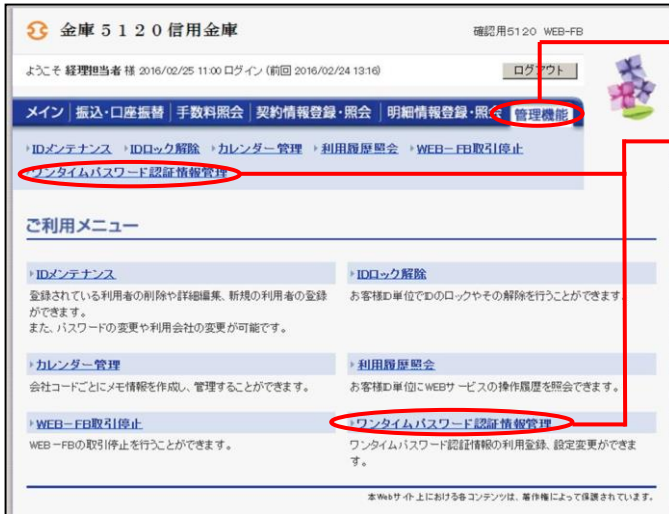 金庫5120信用金庫
確認用5120 WEB-FB
ようこそ 経理担当者 様 2016/02/25 11:00 ログイン (前回 2016/02/24 13:16)
ログアウト
メイン 振込・口座振替 手数料照会 契約情報登録・照会 明細情報登録・照会 管理機能
IDメンテナンス IDロック解除 カレンダー管理 利用履歴照会 WEB－FB取引停止
ワンタイムパスワード認証情報管理
ご利用メニュー
IDメンテナンス
登録されている利用者の削除や詳細編集、新規の利用者の登録
ができます。
また、パスワードの変更や利用会社の変更が可能です。
IDロック解除
お客様ID単位でIDのロックやその解除を行うことができます。
カレンダー管理
会社コードごとにメモ情報を作成し、管理することができます。
利用履歴照会
お客様ID単位にWEBサービスの操作履歴を照会できます。
WEB－FB取引停止
WEB－FBの取引停止を行うことができます。
ワンタイムパスワード認証情報管理
ワンタイムパスワード認証情報の利用登録、設定変更ができま
す。
本Webサイト上における各コンテンツは、著作権によって保護されています。